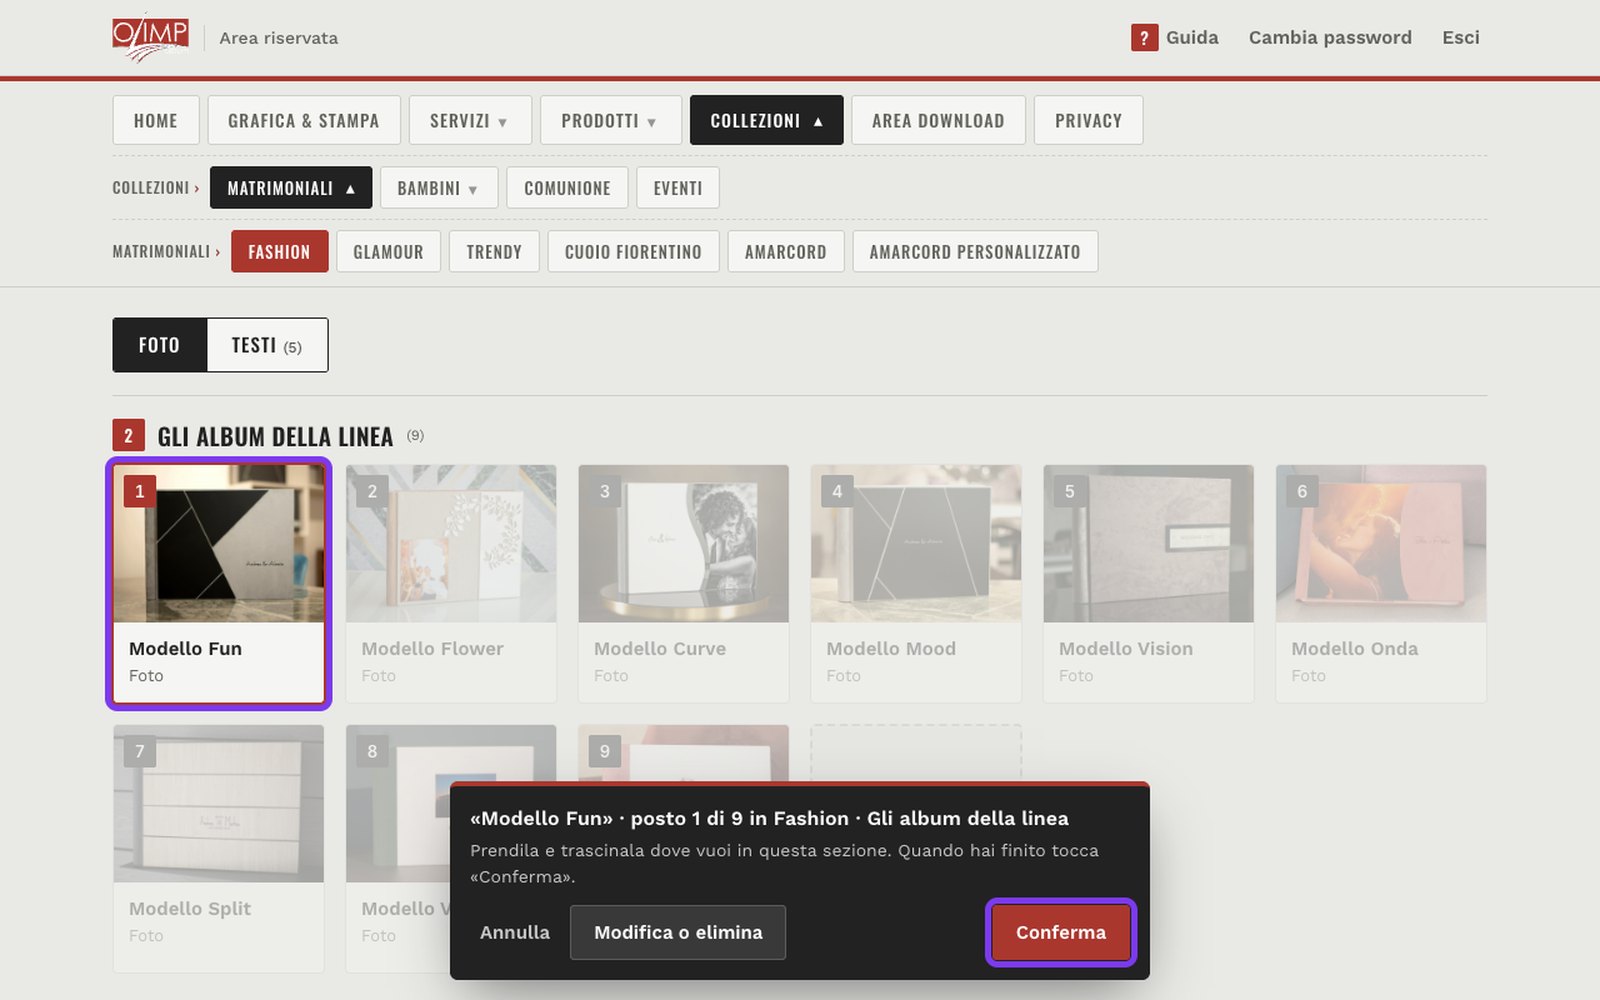 OLIMP
Area riservata
? Guida
Cambia password
Esci
HOME
GRAFICA & STAMPA
SERVIZI ▼
PRODOTTI ▼
COLLEZIONI ▲
AREA DOWNLOAD
PRIVACY
COLLEZIONI ›
MATRIMONIALI ▲
BAMBINI ▼
COMUNIONE
EVENTI
MATRIMONIALI ›
FASHION
GLAMOUR
TRENDY
CUOIO FIORENTINO
AMARCORD
AMARCORD PERSONALIZZATO
FOTO
TESTI (5)
2 GLI ALBUM DELLA LINEA (9)
1
2
3
4
5
6
Modello Fun
Foto
Modello Flower
Foto
Modello Curve
Foto
Modello Mood
Foto
Modello Vision
Foto
Modello Onda
Foto
7
8
9
Modello Split
Foto
Modello V
Foto
«Modello Fun» · posto 1 di 9 in Fashion · Gli album della linea
Prendila e trascinala dove vuoi in questa sezione. Quando hai finito tocca
«Conferma».
Annulla
Modifica o elimina
Conferma